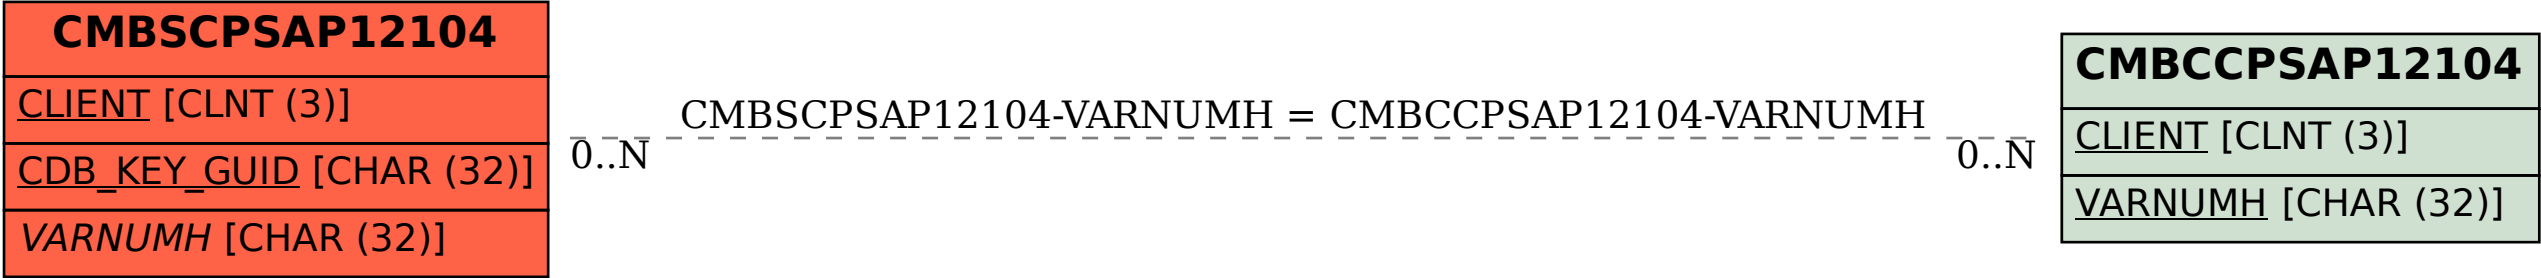 CMBSCPSAP12104
CLIENT [CLNT (3)]
CDB_KEY_GUID [CHAR (32)]
VARNUMH [CHAR (32)]
CMBSCPSAP12104-VARNUMH = CMBCCPSAP12104-VARNUMH
0..N
0..N
CMBCCPSAP12104
CLIENT [CLNT (3)]
VARNUMH [CHAR (32)]